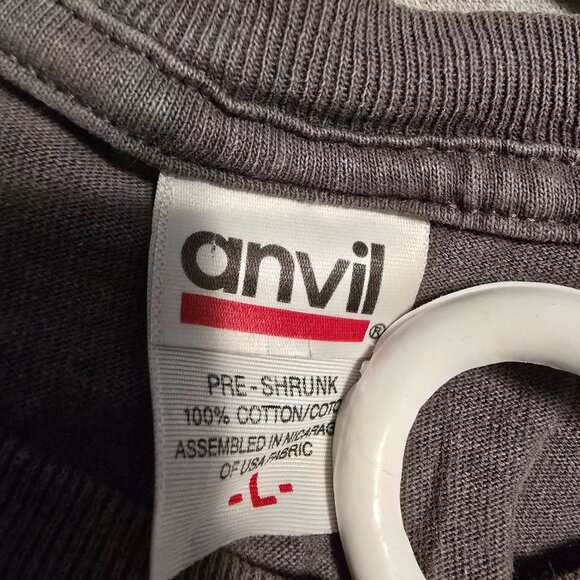 anvil
®
PRE-SHRUNK
100% COTTON/COTO
ASSEMBLED IN NICARAG
OF USA FABRIC
-L-